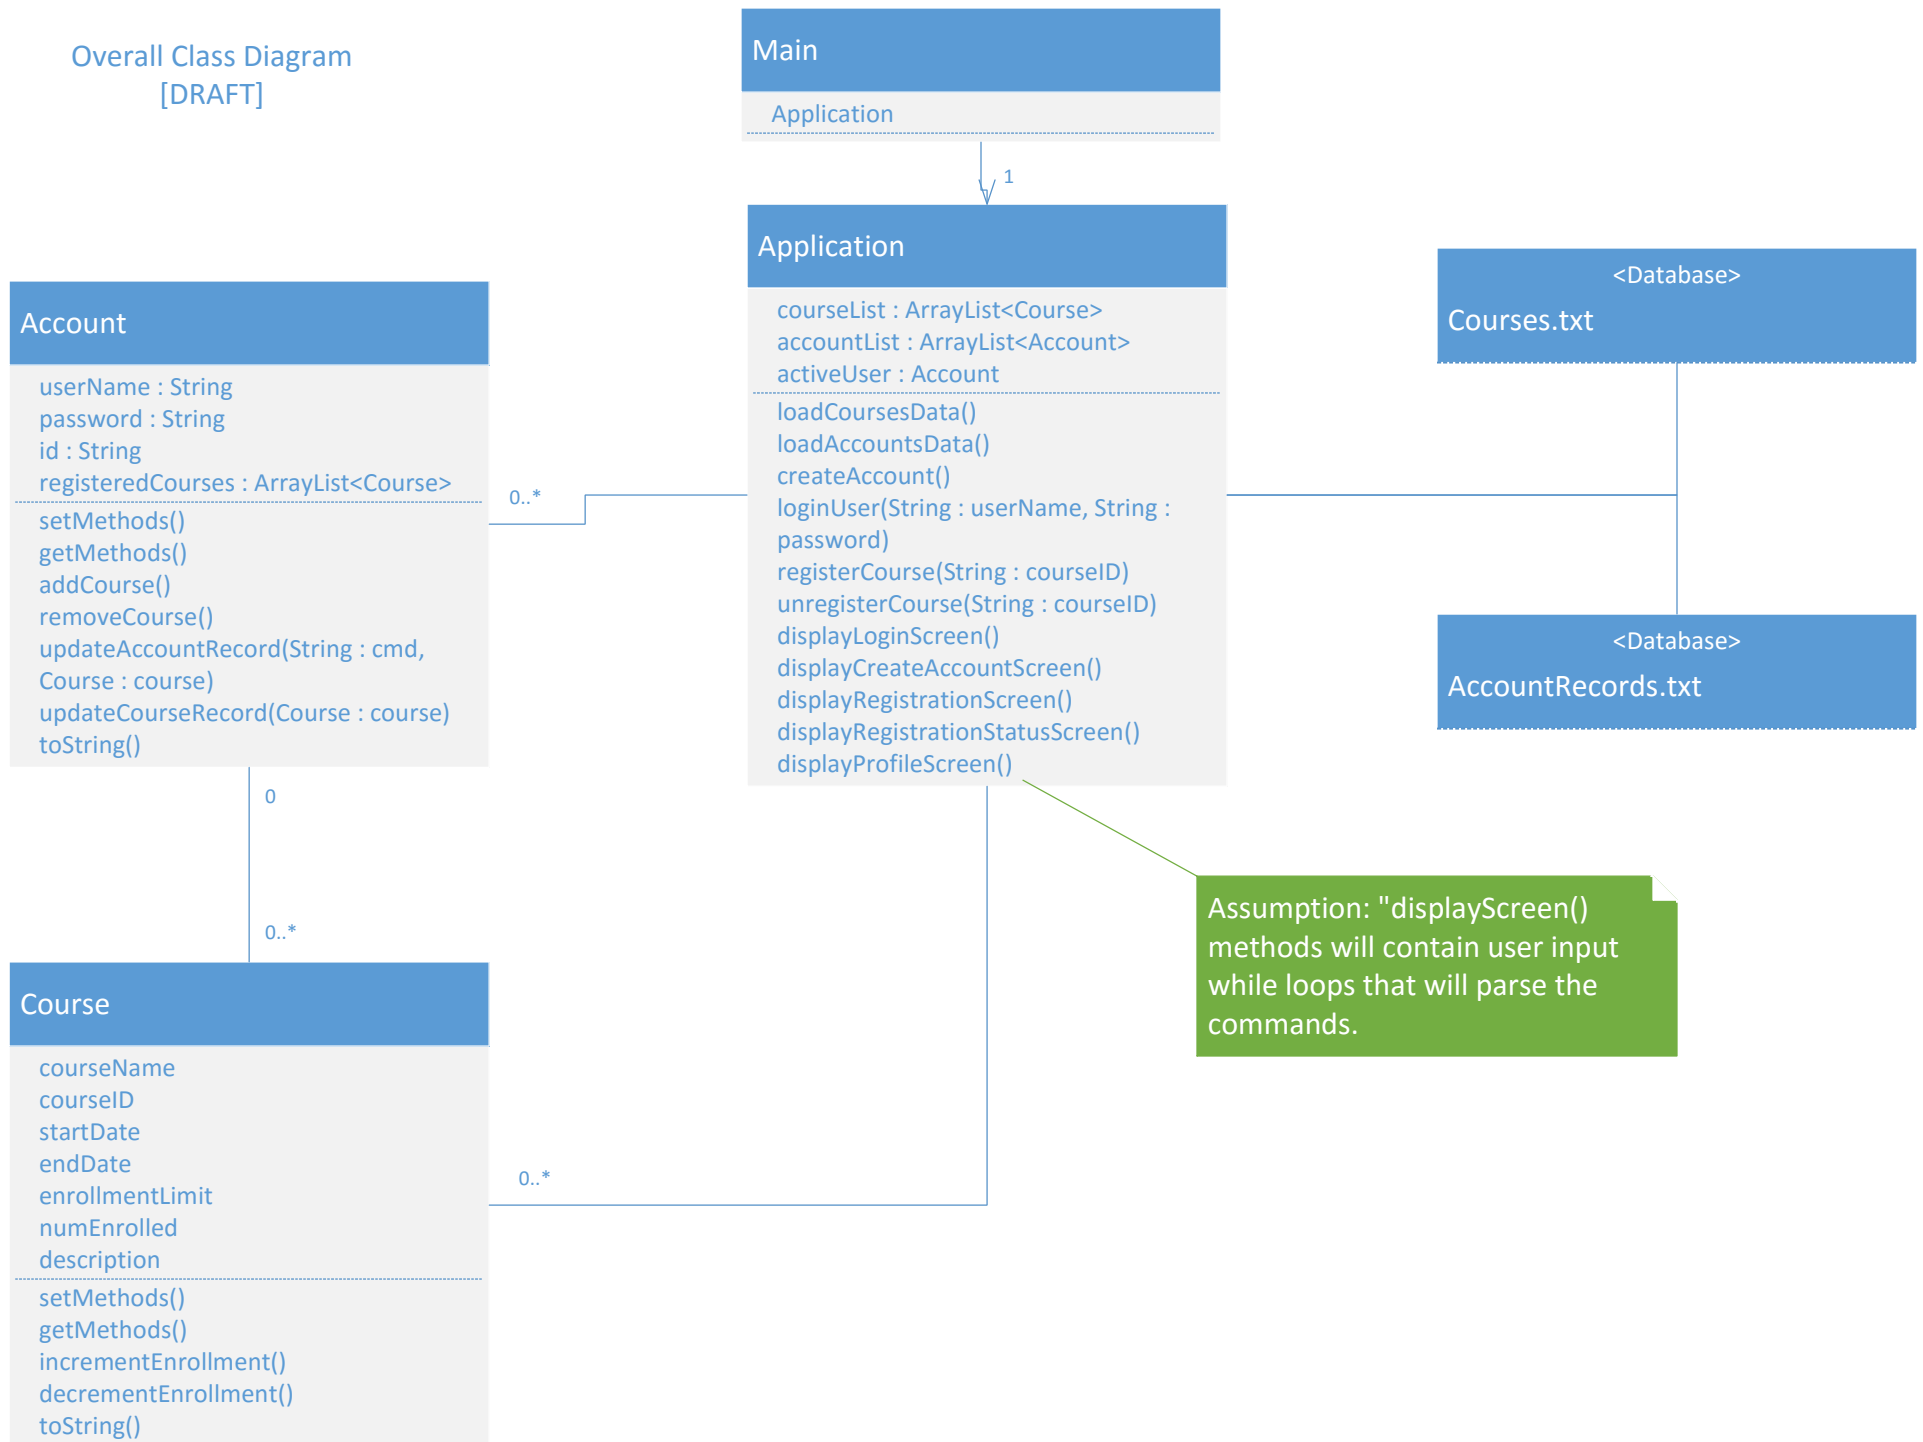 Overall Class Diagram
[DRAFT]
Main
Application
1
Application
courseList : ArrayList<Course>
accountList : ArrayList<Account>
activeUser : Account
loadCoursesData()
loadAccountsData()
createAccount()
loginUser(String : userName, String :
password)
registerCourse(String : courseID)
unregisterCourse(String : courseID)
displayLoginScreen()
displayCreateAccountScreen()
displayRegistrationScreen()
displayRegistrationStatusScreen()
displayProfileScreen()
<Database>
Courses.txt
<Database>
AccountRecords.txt
Account
userName : String
password : String
id : String
registeredCourses : ArrayList<Course>
setMethods()
getMethods()
addCourse()
removeCourse()
updateAccountRecord(String : cmd,
Course : course)
updateCourseRecord(Course : course)
toString()
0..*
0
0..*
Assumption: "displayScreen()
methods will contain user input
while loops that will parse the
commands.
Course
courseName
courseID
startDate
endDate
enrollmentLimit
numEnrolled
description
setMethods()
getMethods()
incrementEnrollment()
decrementEnrollment()
toString()
0..*